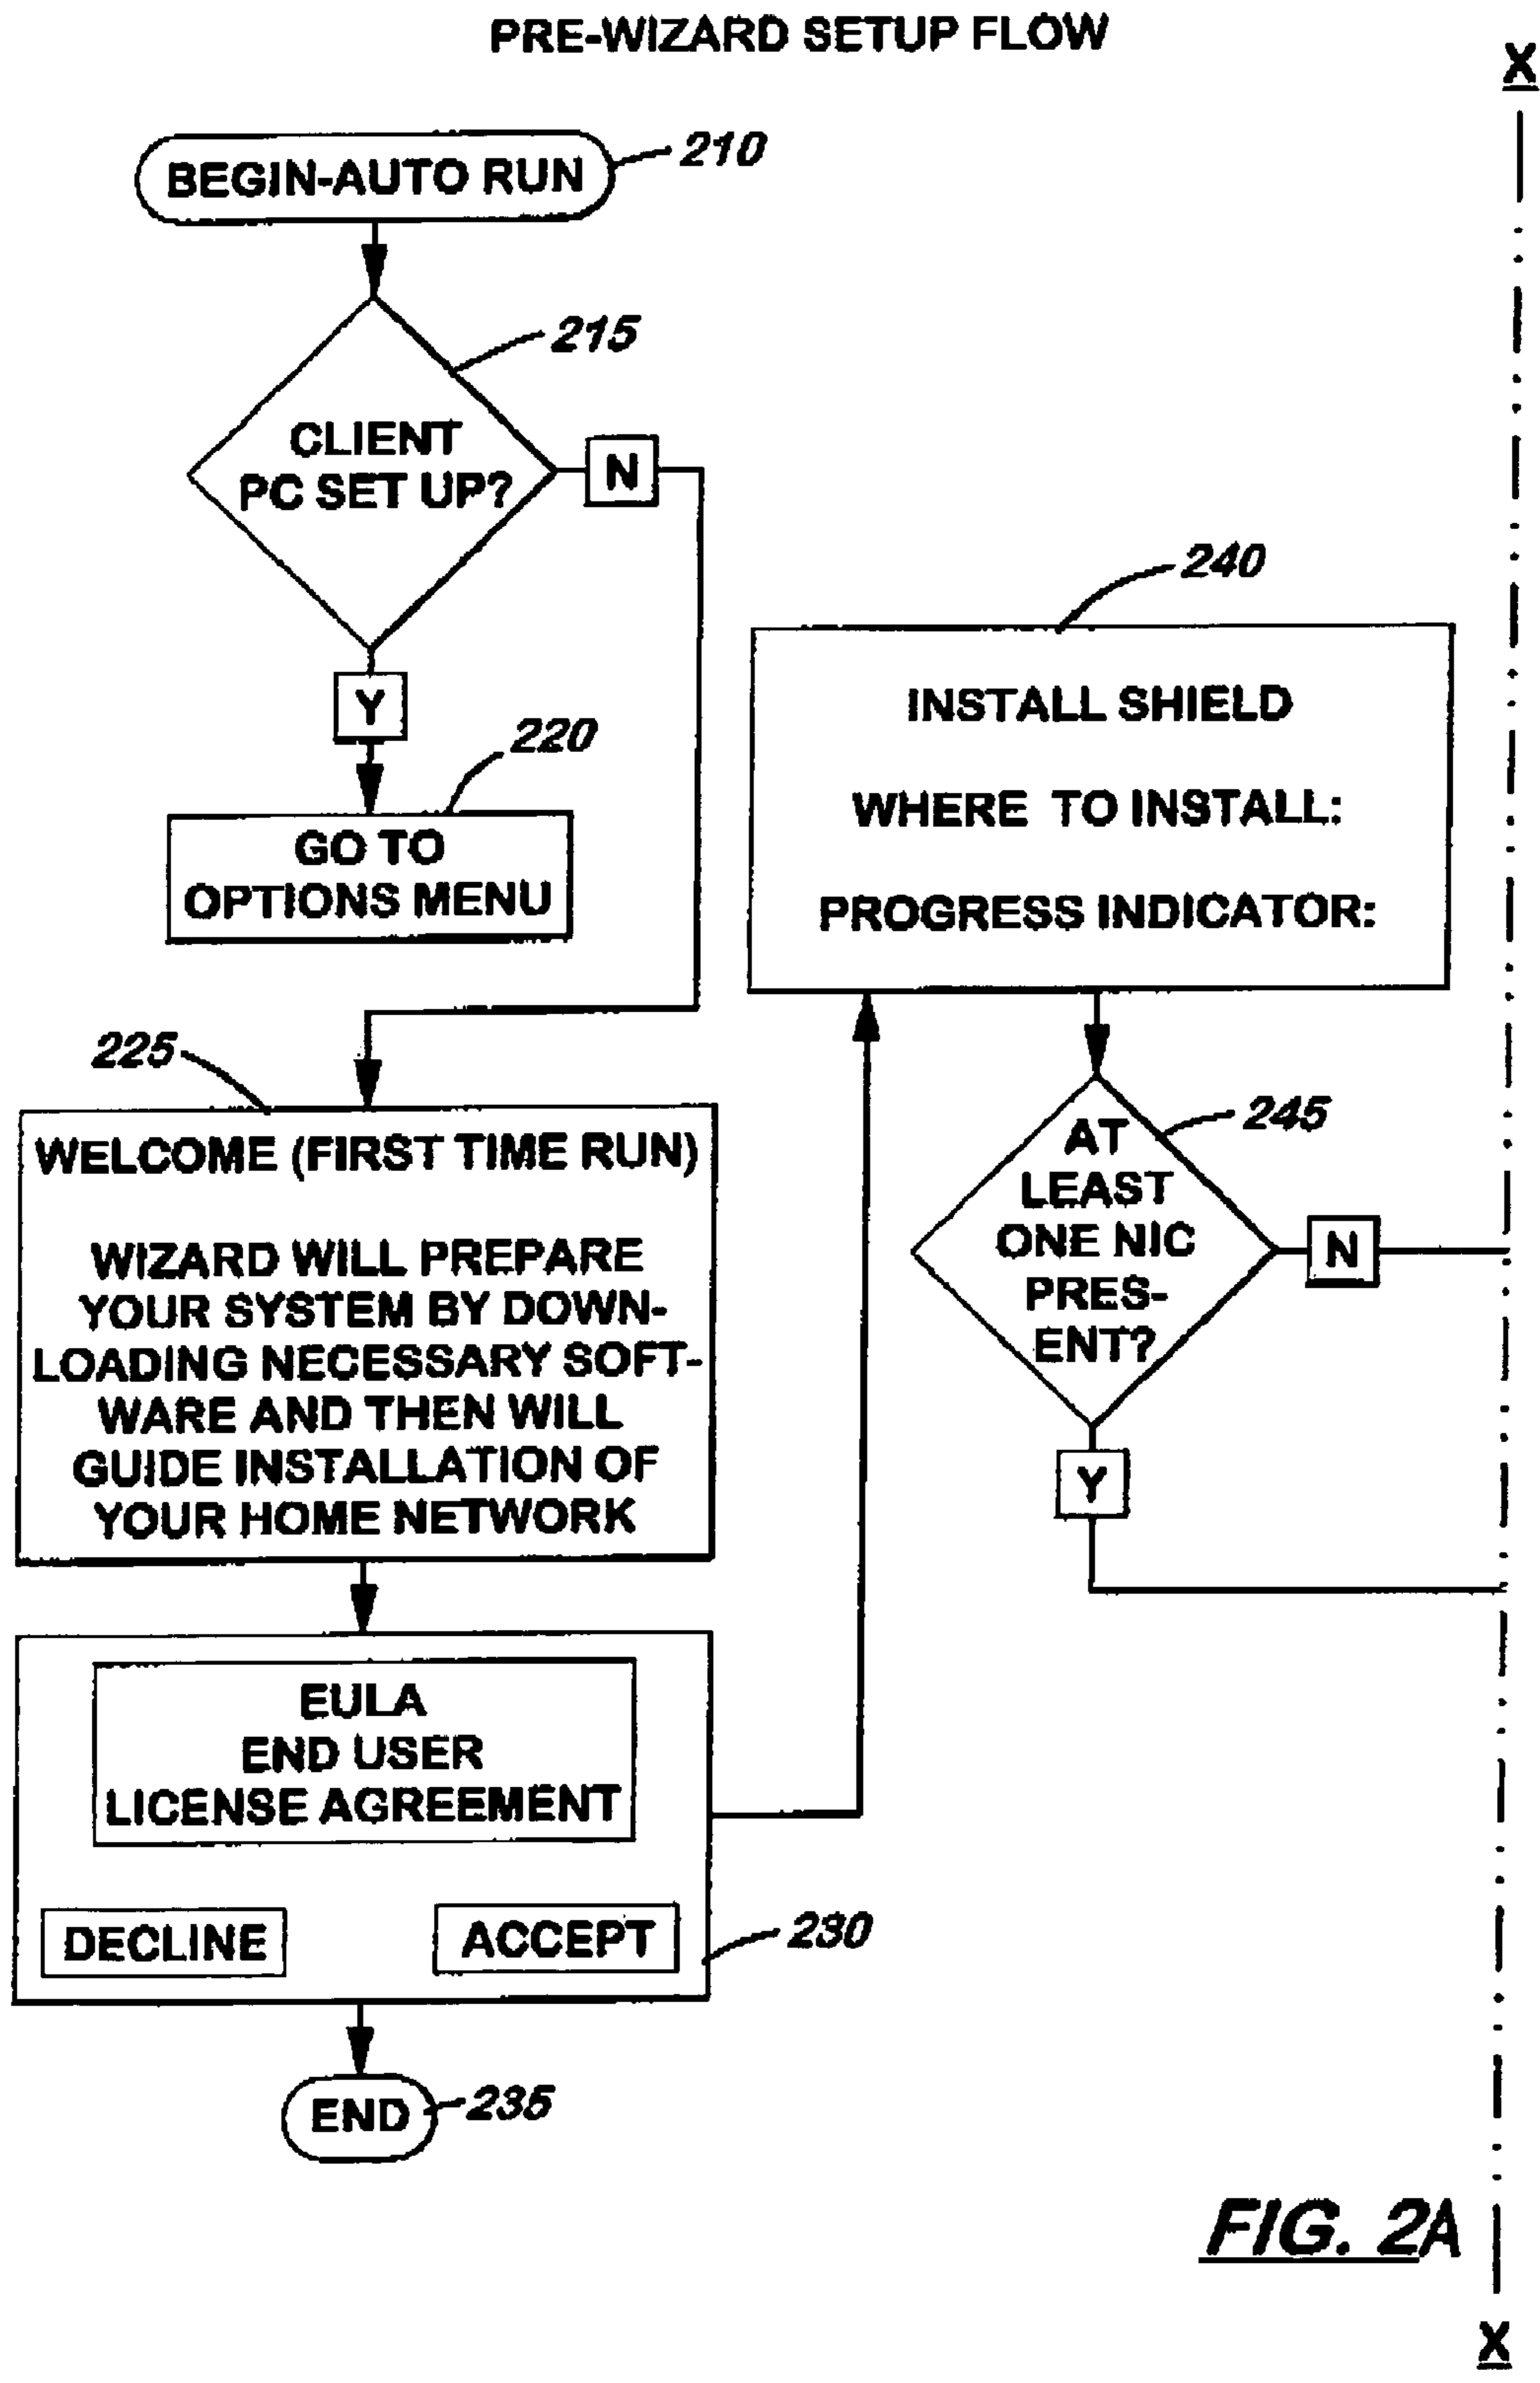 PRE-WIZARD SETUP FLOW
X
BEGIN-AUTO RUN
210
215
CLIENT
PC SET UP?
N
Y
220
GO TO
OPTIONS MENU
225
WELCOME (FIRST TIME RUN)
WIZARD WILL PREPARE
YOUR SYSTEM BY DOWN-
LOADING NECESSARY SOFT-
WARE AND THEN WILL
GUIDE INSTALLATION OF
YOUR HOME NETWORK
EULA
END USER
LICENSE AGREEMENT
DECLINE
ACCEPT
230
END
235
240
INSTALL SHIELD
WHERE TO INSTALL:
PROGRESS INDICATOR:
245
AT
LEAST
ONE NIC
PRES-
ENT?
N
Y
FIG. 2A
X